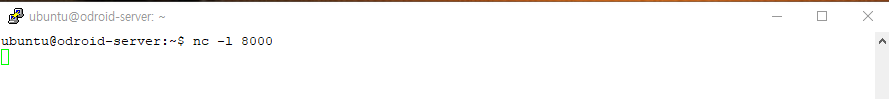 ubuntu@odroid-server: ~
ubuntu@odroid-server:~$ nc -l 8000